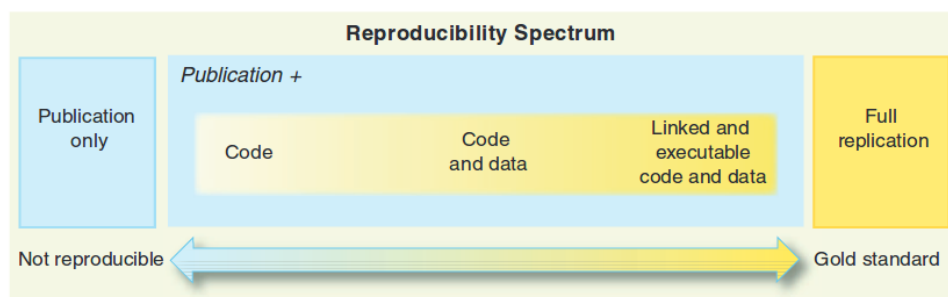 Reproducibility Spectrum
Publication
only
Publication +
Code
Code
and data
Linked and
executable
code and data
Full
replication
Not reproducible
Gold standard